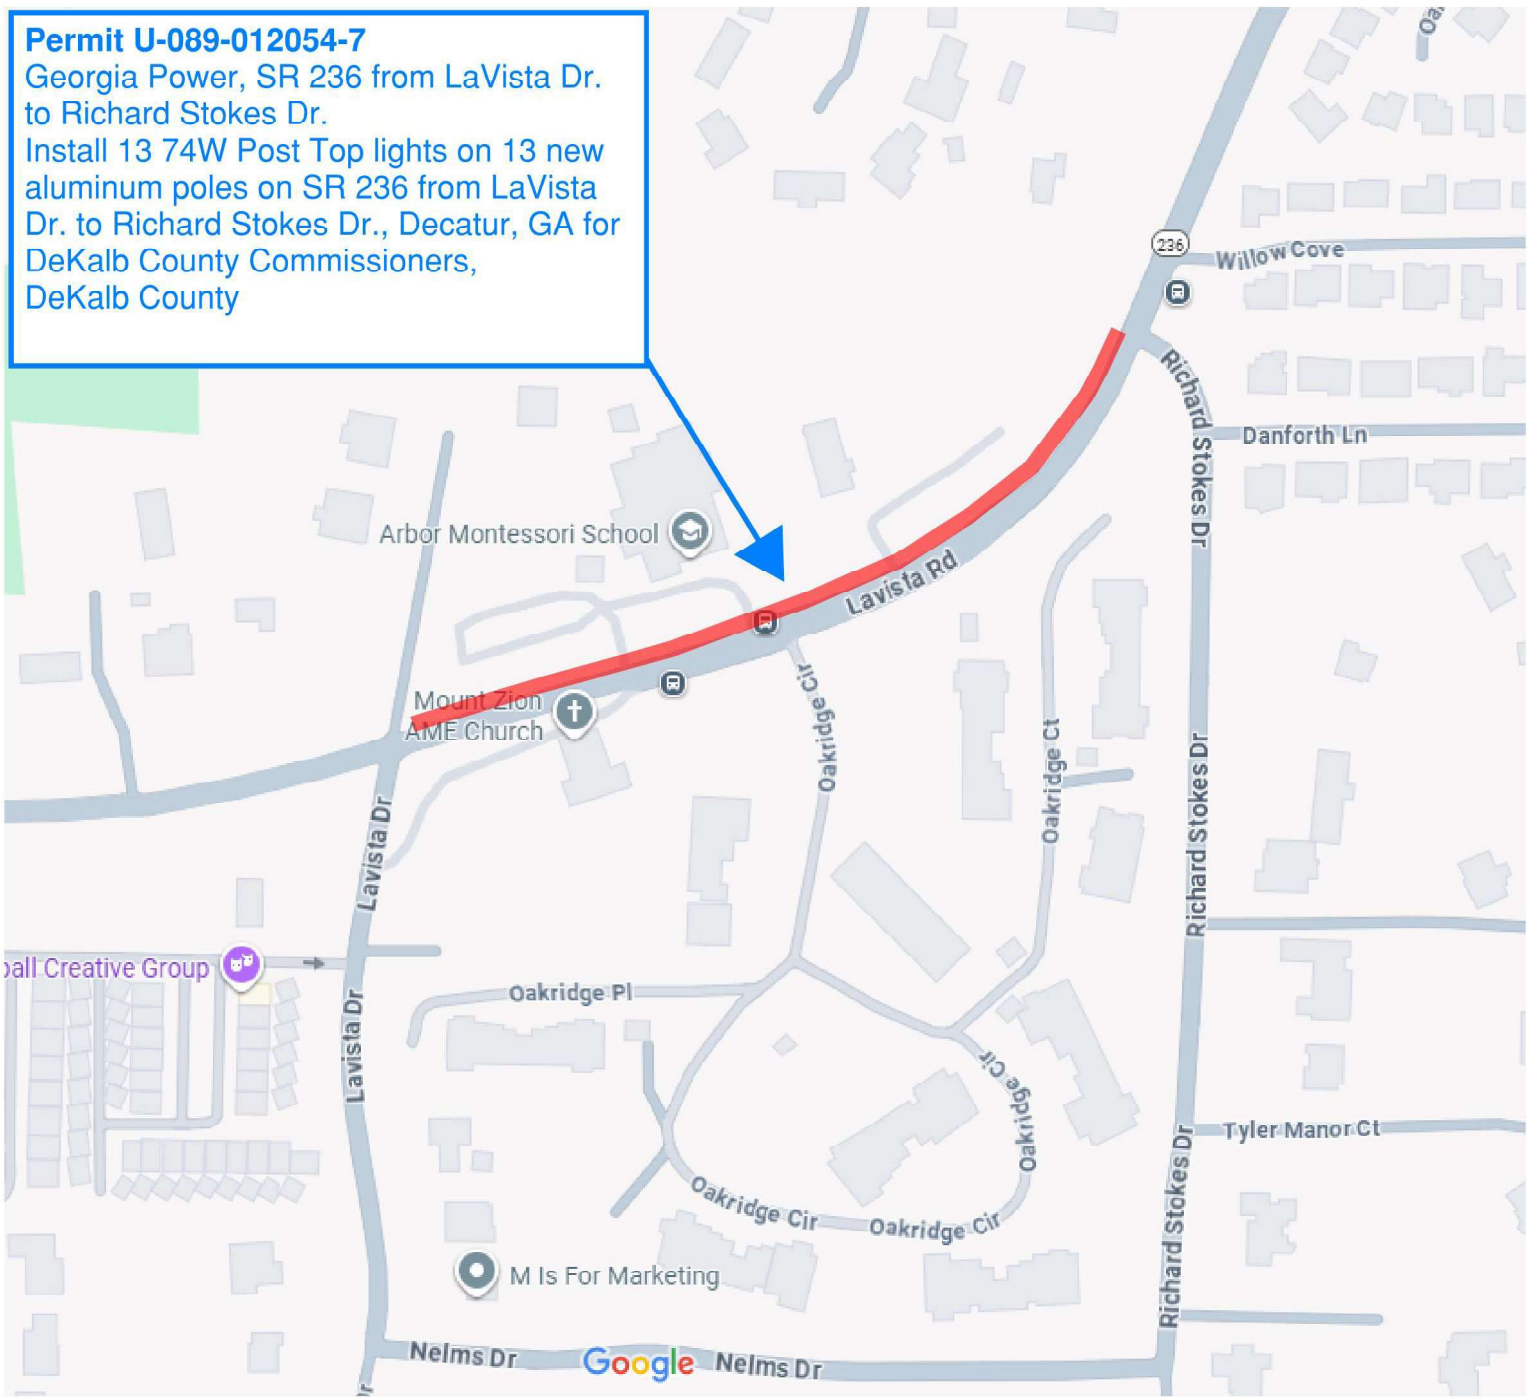 Permit U-089-012054-7
Georgia Power, SR 236 from LaVista Dr.
to Richard Stokes Dr.
Install 13 74W Post Top lights on 13 new
aluminum poles on SR 236 from LaVista
Dr. to Richard Stokes Dr., Decatur, GA for
DeKalb County Commissioners,
DeKalb County
236
Willow Cove
Richard Stokes Dr
Danforth Ln
Arbor Montessori School
Lavista Rd
Mount Zion
AME Church
Oakridge Cir
Oakridge Ct
Richard Stokes Dr
Lavista Dr
ball Creative Group
Oakridge Pl
Lavista Dr
Oakridge Cir
Oakridge Cir
Tyler Manor Ct
Oakridge Cir
Oakridge Cir
Richard Stokes Dr
M Is For Marketing
Nelms Dr
Google
Nelms Dr